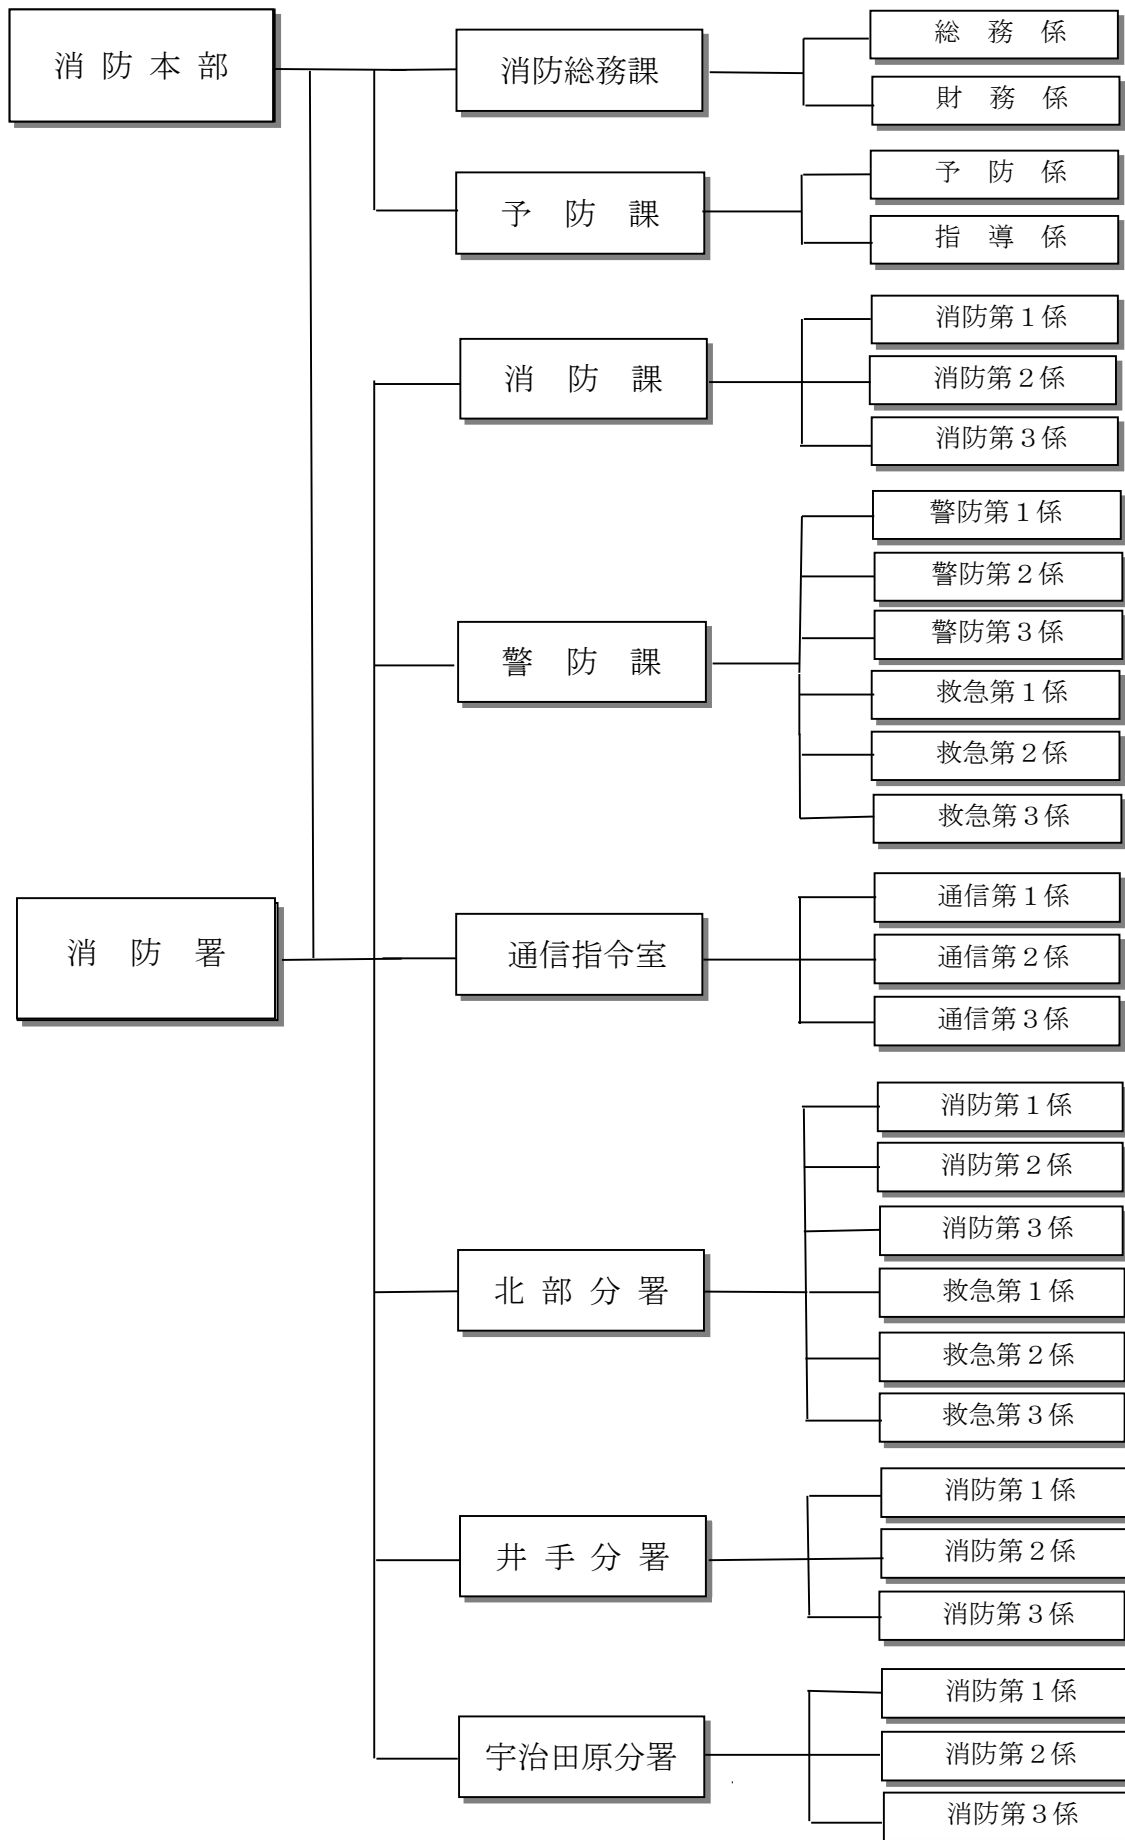 消防本部
消防総務課
総務係
財務係
予防課
予防係
指導係
消防課
消防第１係
消防第２係
消防第３係
警防課
警防第１係
警防第２係
警防第３係
救急第１係
救急第２係
救急第３係
消防署
通信指令室
通信第１係
通信第２係
通信第３係
北部分署
消防第１係
消防第２係
消防第３係
救急第１係
救急第２係
救急第３係
井手分署
消防第１係
消防第２係
消防第３係
宇治田原分署
消防第１係
消防第２係
消防第３係